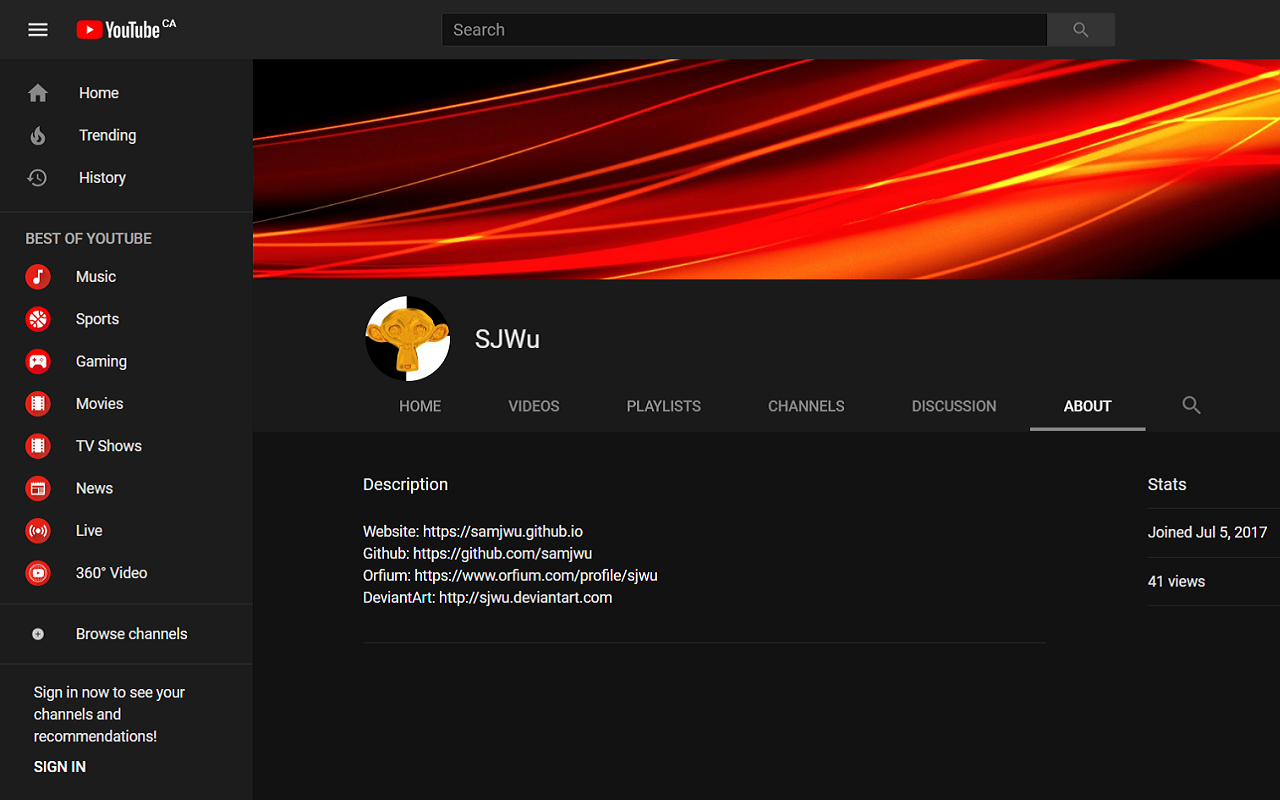 YouTube CA
Search
Home
Trending
History
BEST OF YOUTUBE
Music
Sports
Gaming
Movies
TV Shows
News
Live
360° Video
Browse channels
Sign in now to see your
channels and
recommendations!
SIGN IN
SJWu
HOME VIDEOS PLAYLISTS CHANNELS DISCUSSION ABOUT
Description
Website: https://samjwu.github.io
Github: https://github.com/samjwu
Orfium: https://www.orfium.com/profile/sjwu
DeviantArt: http://sjwu.deviantart.com
Stats
Joined Jul 5, 2017
41 views